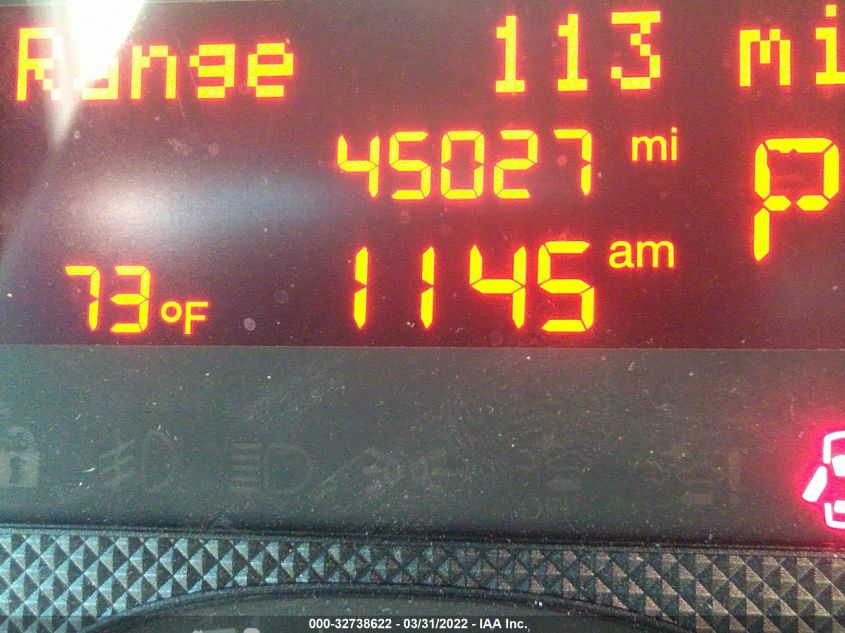 Range 113 mi
45027 mi
P
73 °F 1145 am
000-32738622 - 03/31/2022 - IAA Inc.